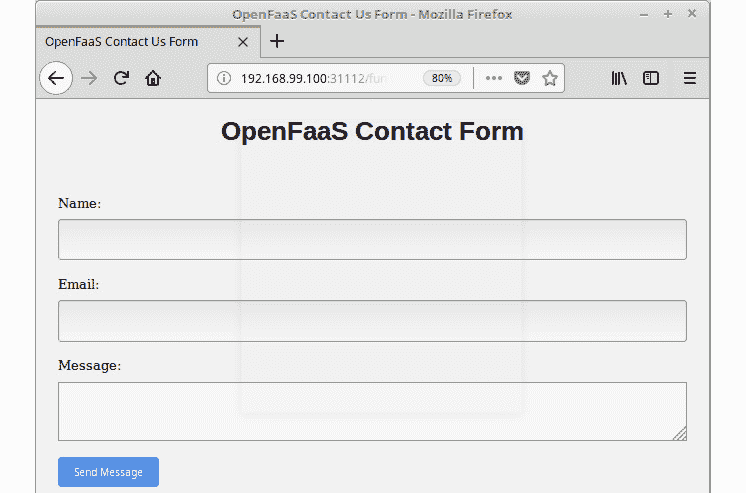 OpenFaaS Contact Us Form - Mozilla Firefox
OpenFaaS Contact Us Form
192.168.99.100:31112/fun
80%
OpenFaaS Contact Form
Name:
Email:
Message:
Send Message